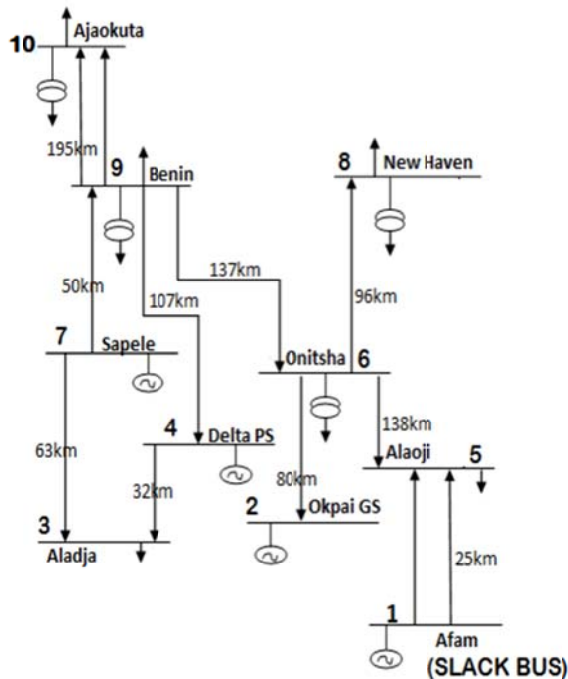 Ajaokuta
10
195km
9 Benin
8 New Haven
137km
50km
107km
96km
7
Sapele
Onitsha 6
138km
4
Delta PS
Alaoji 5
63km
80km
32km
2 Okpai GS
3
Aladja
25km
1
Afam
(SLACK BUS)